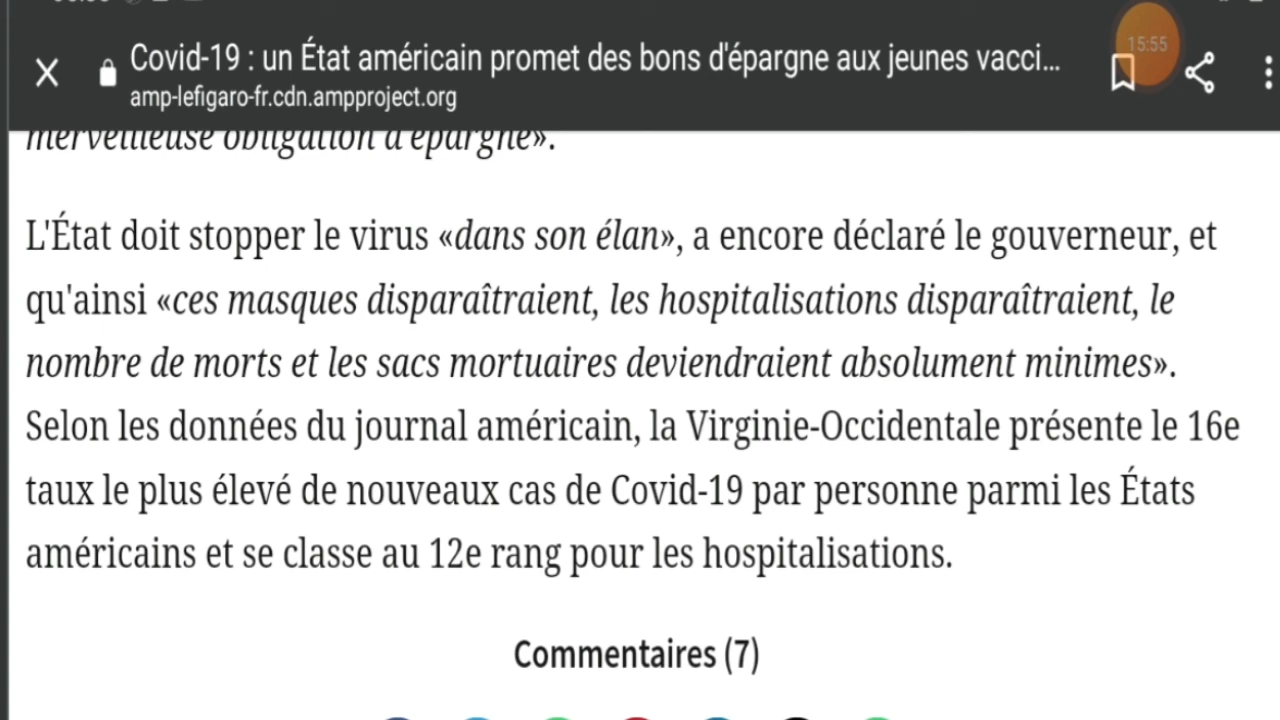 Covid-19 : un État américain promet des bons d'épargne aux jeunes vacci...
15:55
amp-lefigaro-fr.cdn.ampproject.org
merveilleuse obligation d'épargne».
L'État doit stopper le virus «dans son élan», a encore déclaré le gouverneur, et
qu'ainsi «ces masques disparaîtraient, les hospitalisations disparaîtraient, le
nombre de morts et les sacs mortuaires deviendraient absolument minimes».
Selon les données du journal américain, la Virginie-Occidentale présente le 16e
taux le plus élevé de nouveaux cas de Covid-19 par personne parmi les États
américains et se classe au 12e rang pour les hospitalisations.
Commentaires (7)